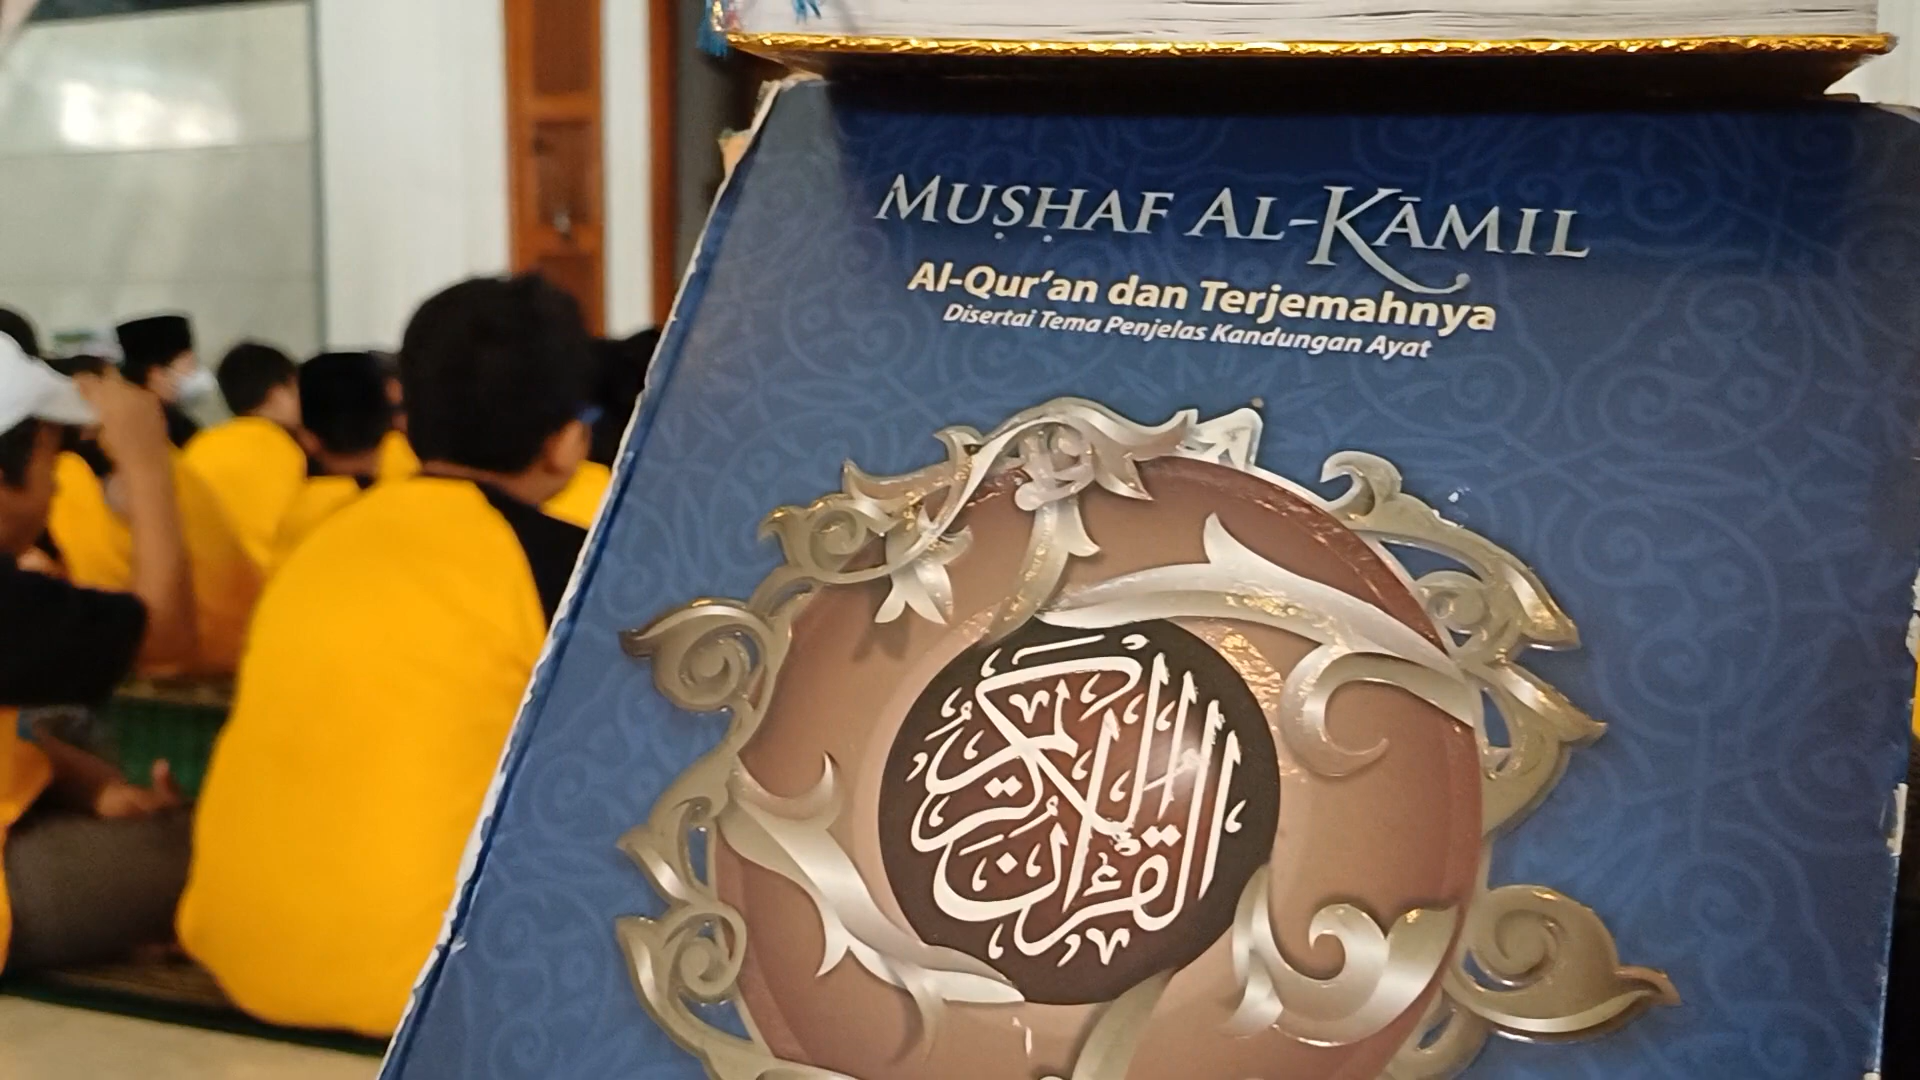 MUṢḤAF AL-KĀMIL
Al-Qur'an dan Terjemahnya
Disertai Tema Penjelas Kandungan Ayat
القرآن الكريم